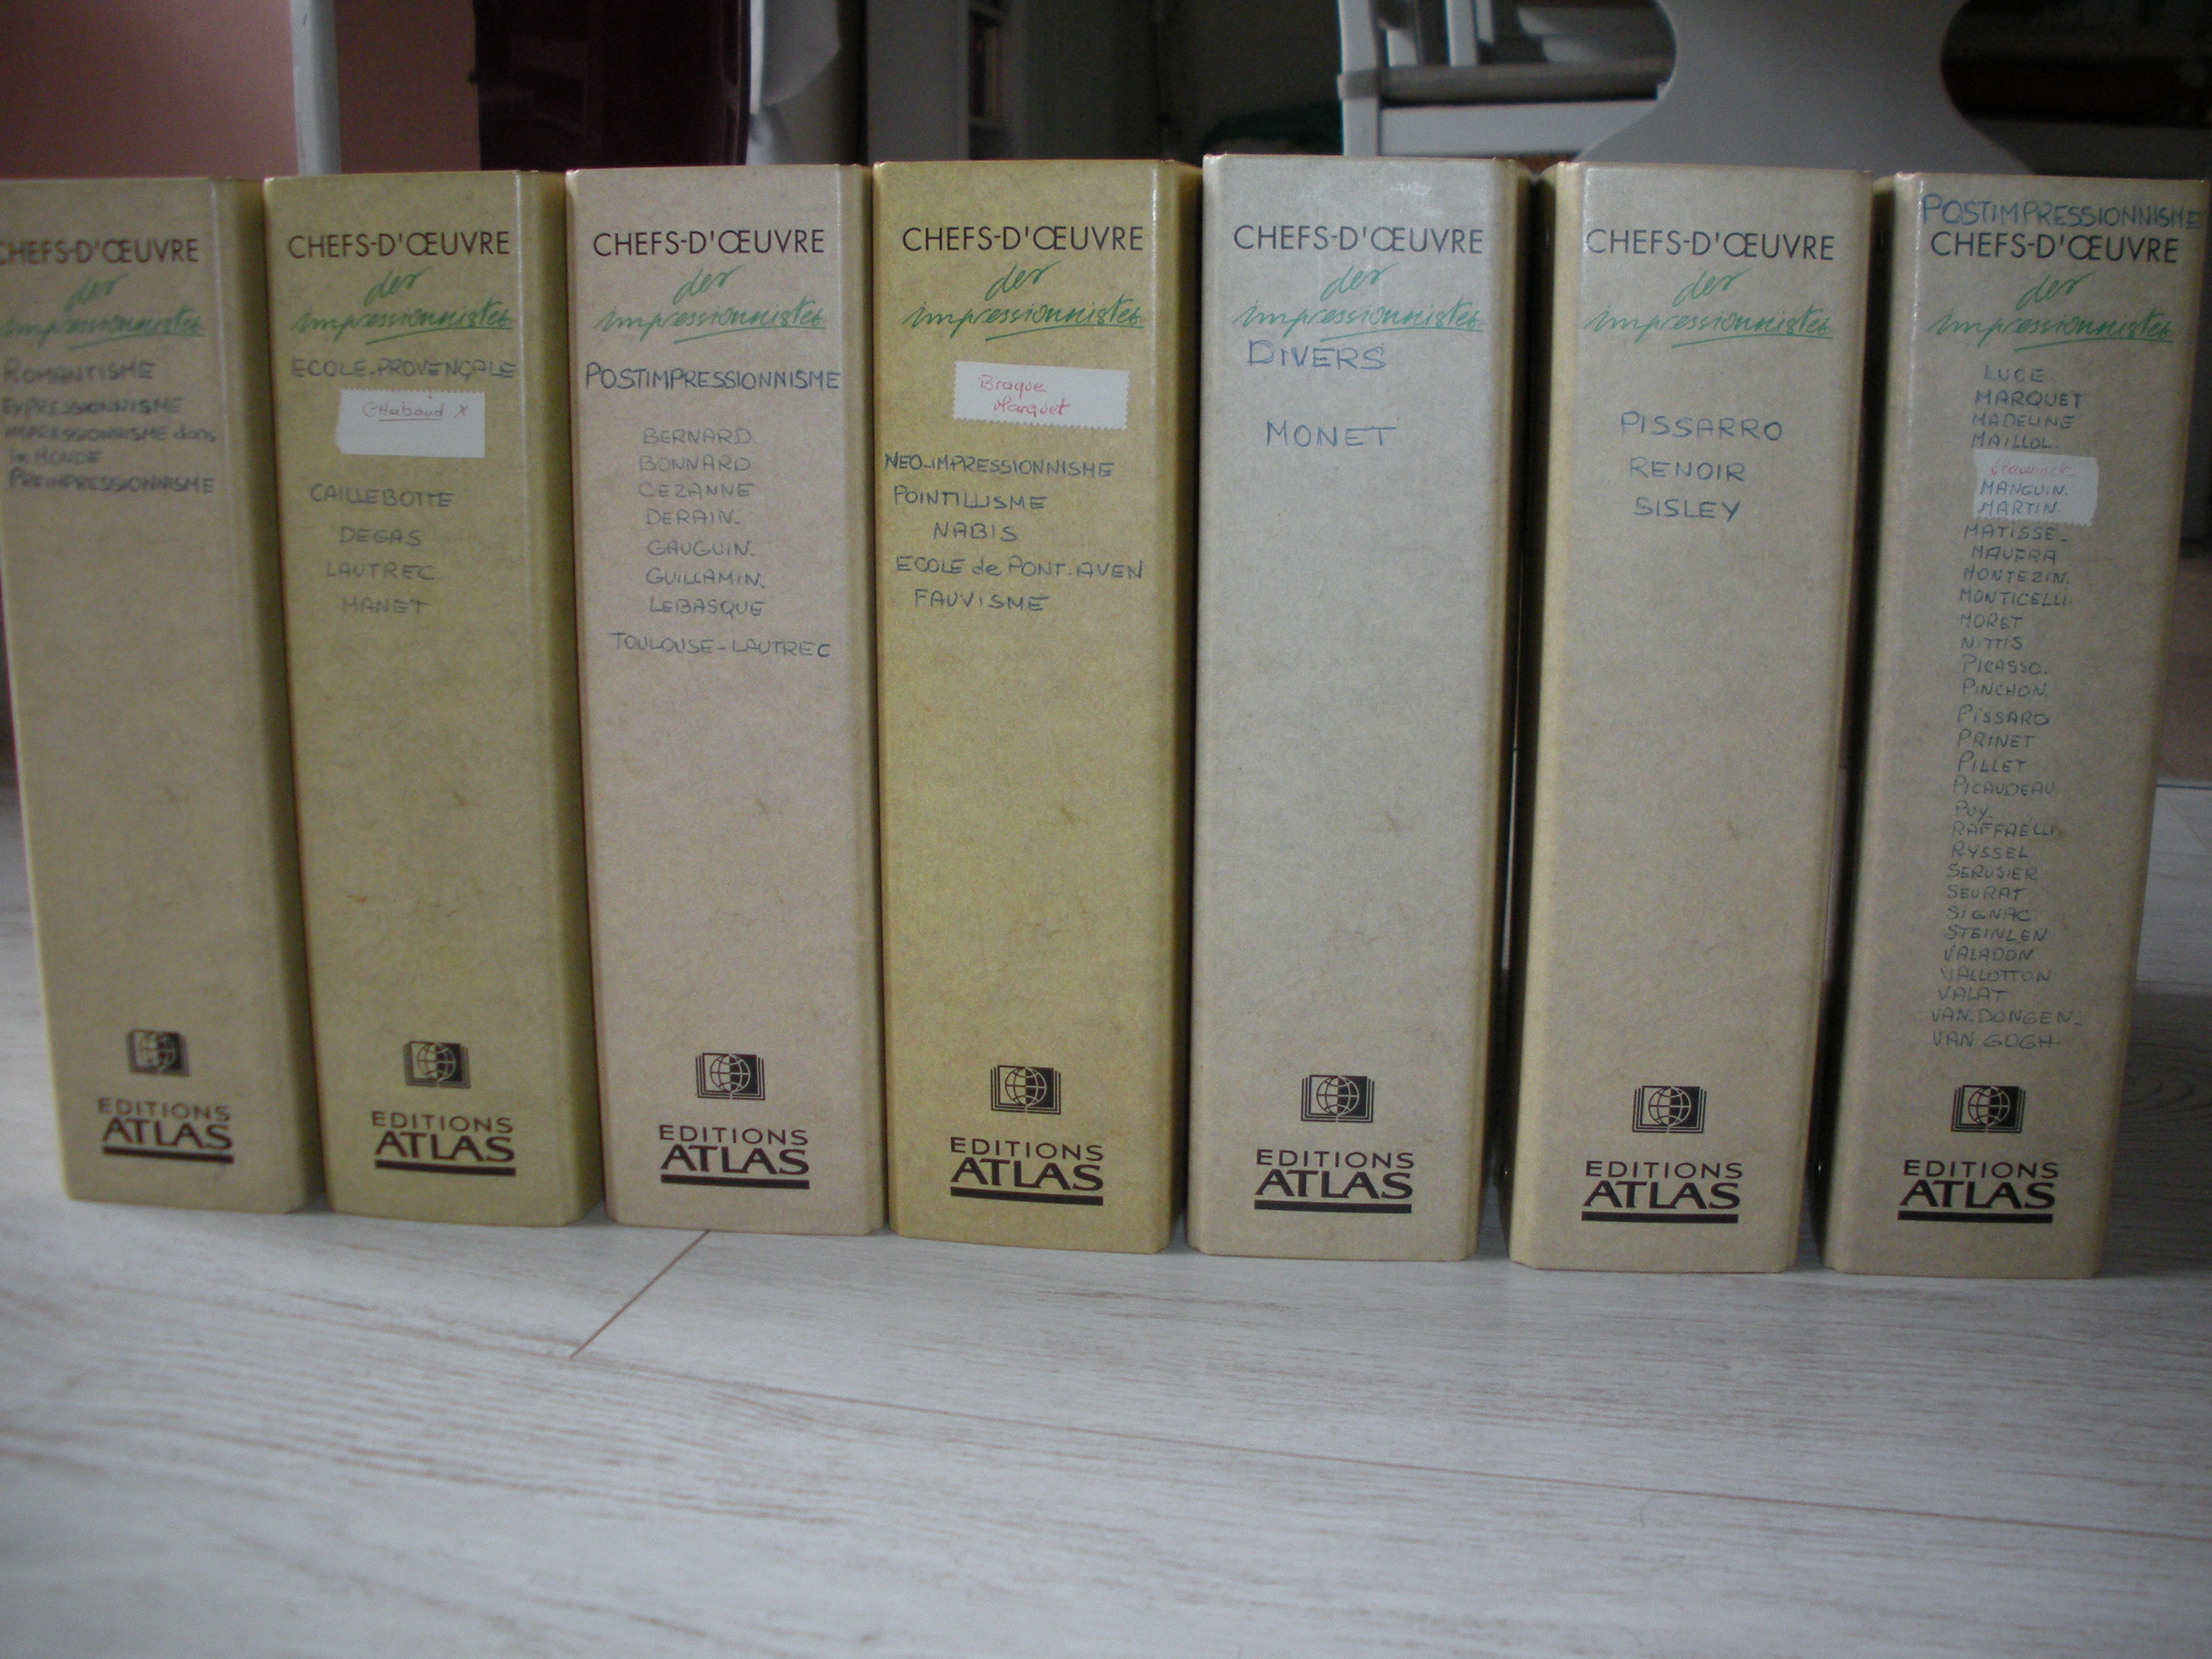 CHEFS-D'ŒUVRE
des
impressionnistes
ROMANTISME
EXPRESSIONNISME
IMPRESSIONNISME dans
le MONDE
PREIMPRESSIONNISME
EDITIONS
ATLAS
CHEFS-D'ŒUVRE
des
impressionnistes
ECOLE-PROVENÇALE
CHabaud X
CAILLEBOTTE
DEGAS
LAUTREC
MANET
EDITIONS
ATLAS
CHEFS-D'ŒUVRE
des
impressionnistes
POSTIMPRESSIONNISME
BERNARD
BONNARD
CEZANNE
DERAIN.
GAUGUIN.
GUILLAMIN.
LEBASQUE
TOULOUSE-LAUTREC
EDITIONS
ATLAS
CHEFS-D'ŒUVRE
des
impressionnistes
Braque
Marquet
NEO-IMPRESSIONNISME
POINTILLISME
NABIS
ECOLE de PONT-AVEN
FAUVISME
EDITIONS
ATLAS
CHEFS-D'ŒUVRE
des
impressionnistes
DIVERS
MONET
EDITIONS
ATLAS
CHEFS-D'ŒUVRE
des
impressionnistes
PISSARRO
RENOIR
SISLEY
EDITIONS
ATLAS
POSTIMPRESSIONNISME
CHEFS-D'ŒUVRE
des
impressionnistes
LUCE.
MARQUET
MADELINE
MAILLOL.
Vlaminck
MANGUIN.
MARTIN.
MATISSE-
MAUFRA
MONTEZIN.
MONTICELLI.
MORET
NITTIS
PICASSO.
PINCHON.
PISSARO
PRINET
PILLET
PICAUDEAU
PUY.
RAFFAËLLI
RYSSEL
SERUSIER
SEURAT
SIGNAC
STEINLEN
VALADON
VALLOTTON
VALAT
VAN-DONGEN-
VAN GOGH.
EDITIONS
ATLAS